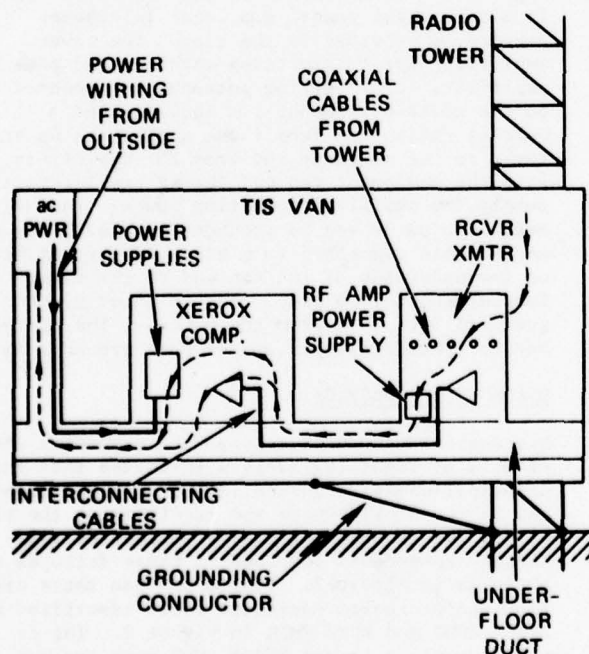 RADIO
TOWER
POWER
WIRING
FROM
OUTSIDE
COAXIAL
CABLES
FROM
TOWER
ac
PWR
TIS VAN
POWER
SUPPLIES
RCVR
XMTR
XEROX
COMP.
RF AMP
POWER
SUPPLY
INTERCONNECTING
CABLES
GROUNDING
CONDUCTOR
UNDER-
FLOOR
DUCT